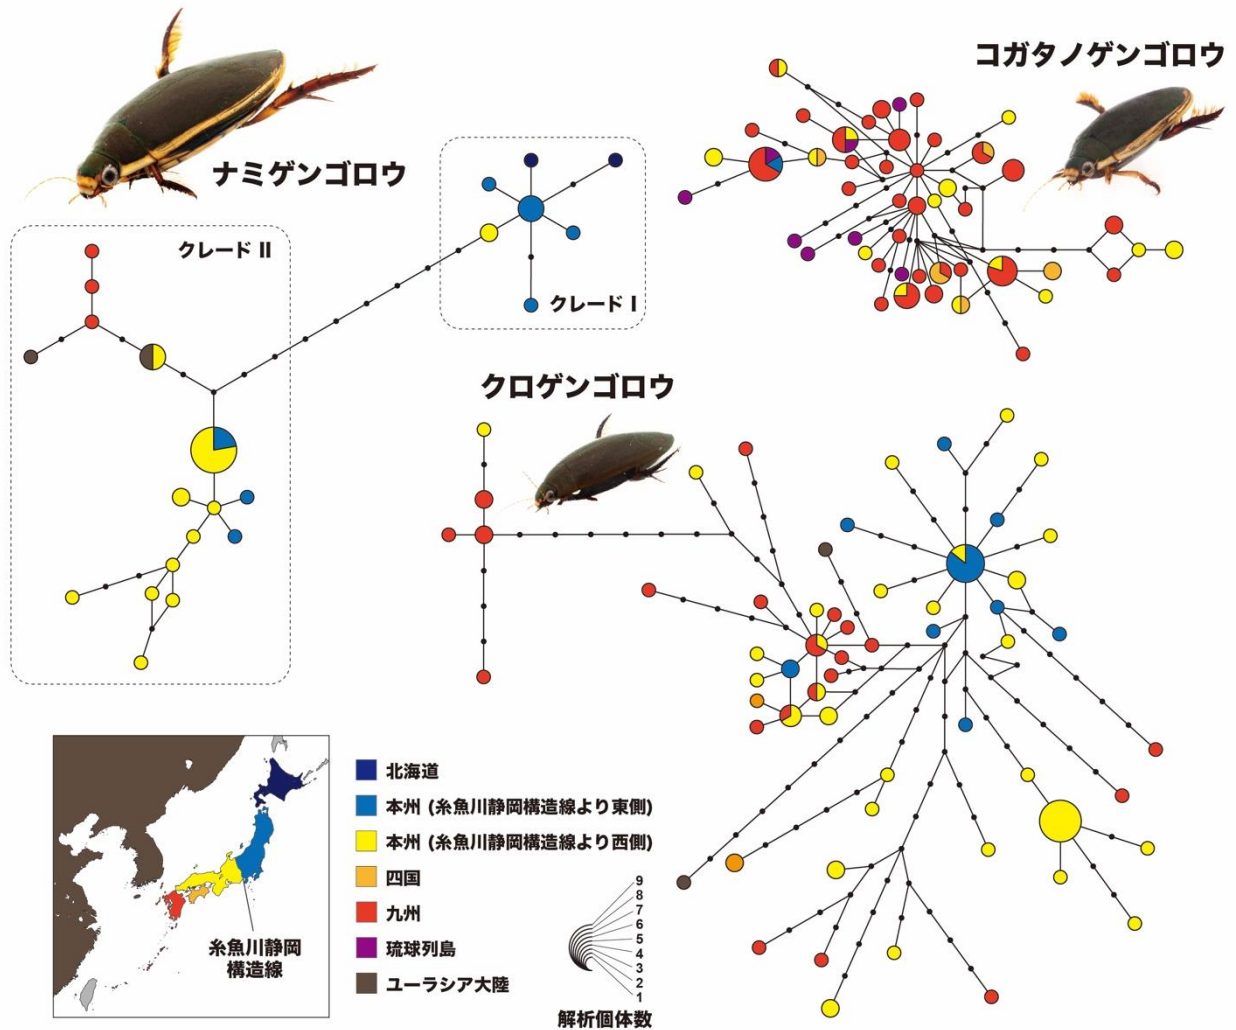 コガタノゲンゴロウ
ナミゲンゴロウ
クレード II
クレード I
クロゲンゴロウ
北海道
本州 (糸魚川静岡構造線より東側)
本州 (糸魚川静岡構造線より西側)
四国
九州
琉球列島
ユーラシア大陸
糸魚川静岡
構造線
9
8
7
6
5
4
3
2
1
解析個体数